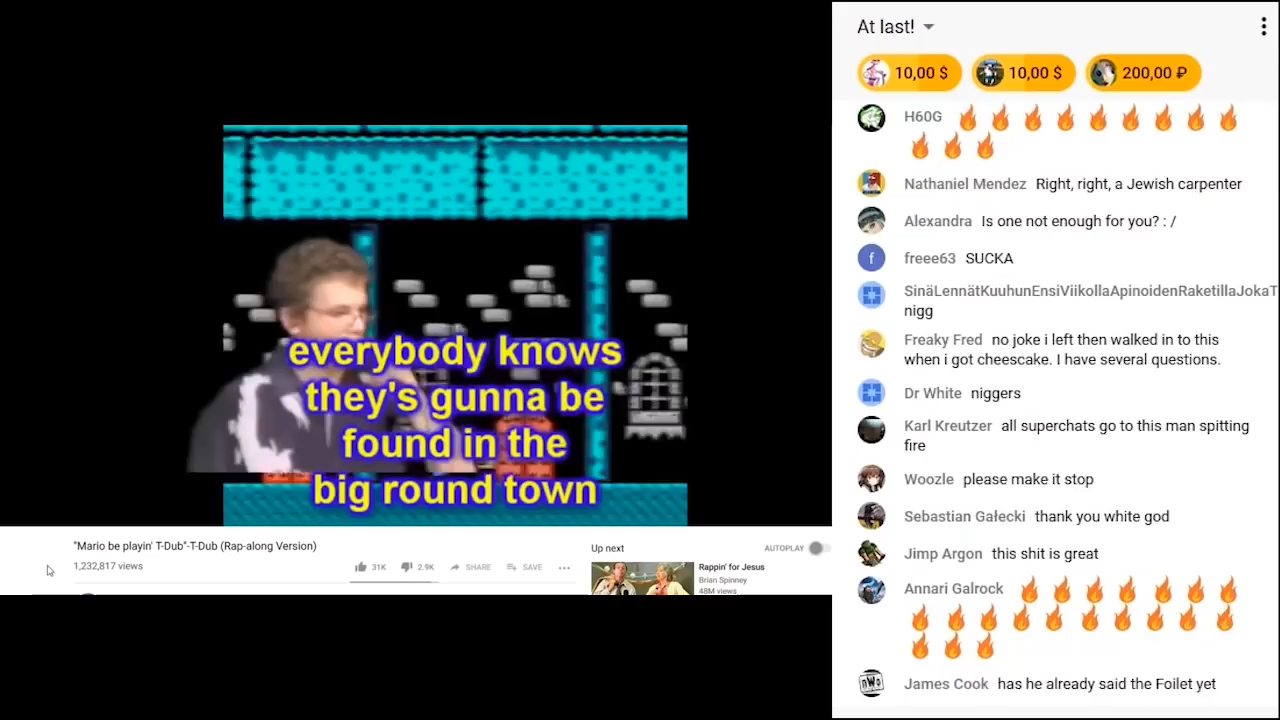 everybody knows
they's gunna be
found in the
big round town
"Mario be playin' T-Dub"-T-Dub (Rap-along Version)
1,232,817 views
31K
2.9K
SHARE
SAVE
Up next
AUTOPLAY
Rappin' for Jesus
Brian Spinney
48M views
At last!
10,00 $
10,00 $
200,00 ₽
H60G
Nathaniel Mendez Right, right, a Jewish carpenter
Alexandra Is one not enough for you? : /
f
freee63 SUCKA
SinäLennätKuuhunEnsiViikollaApinoidenRaketillaJokaT
nigg
Freaky Fred no joke i left then walked in to this
when i got cheescake. I have several questions.
Dr White niggers
Karl Kreutzer all superchats go to this man spitting
fire
Woozle please make it stop
Sebastian Gałecki thank you white god
Jimp Argon this shit is great
Annari Galrock
nWo
James Cook has he already said the Foilet yet